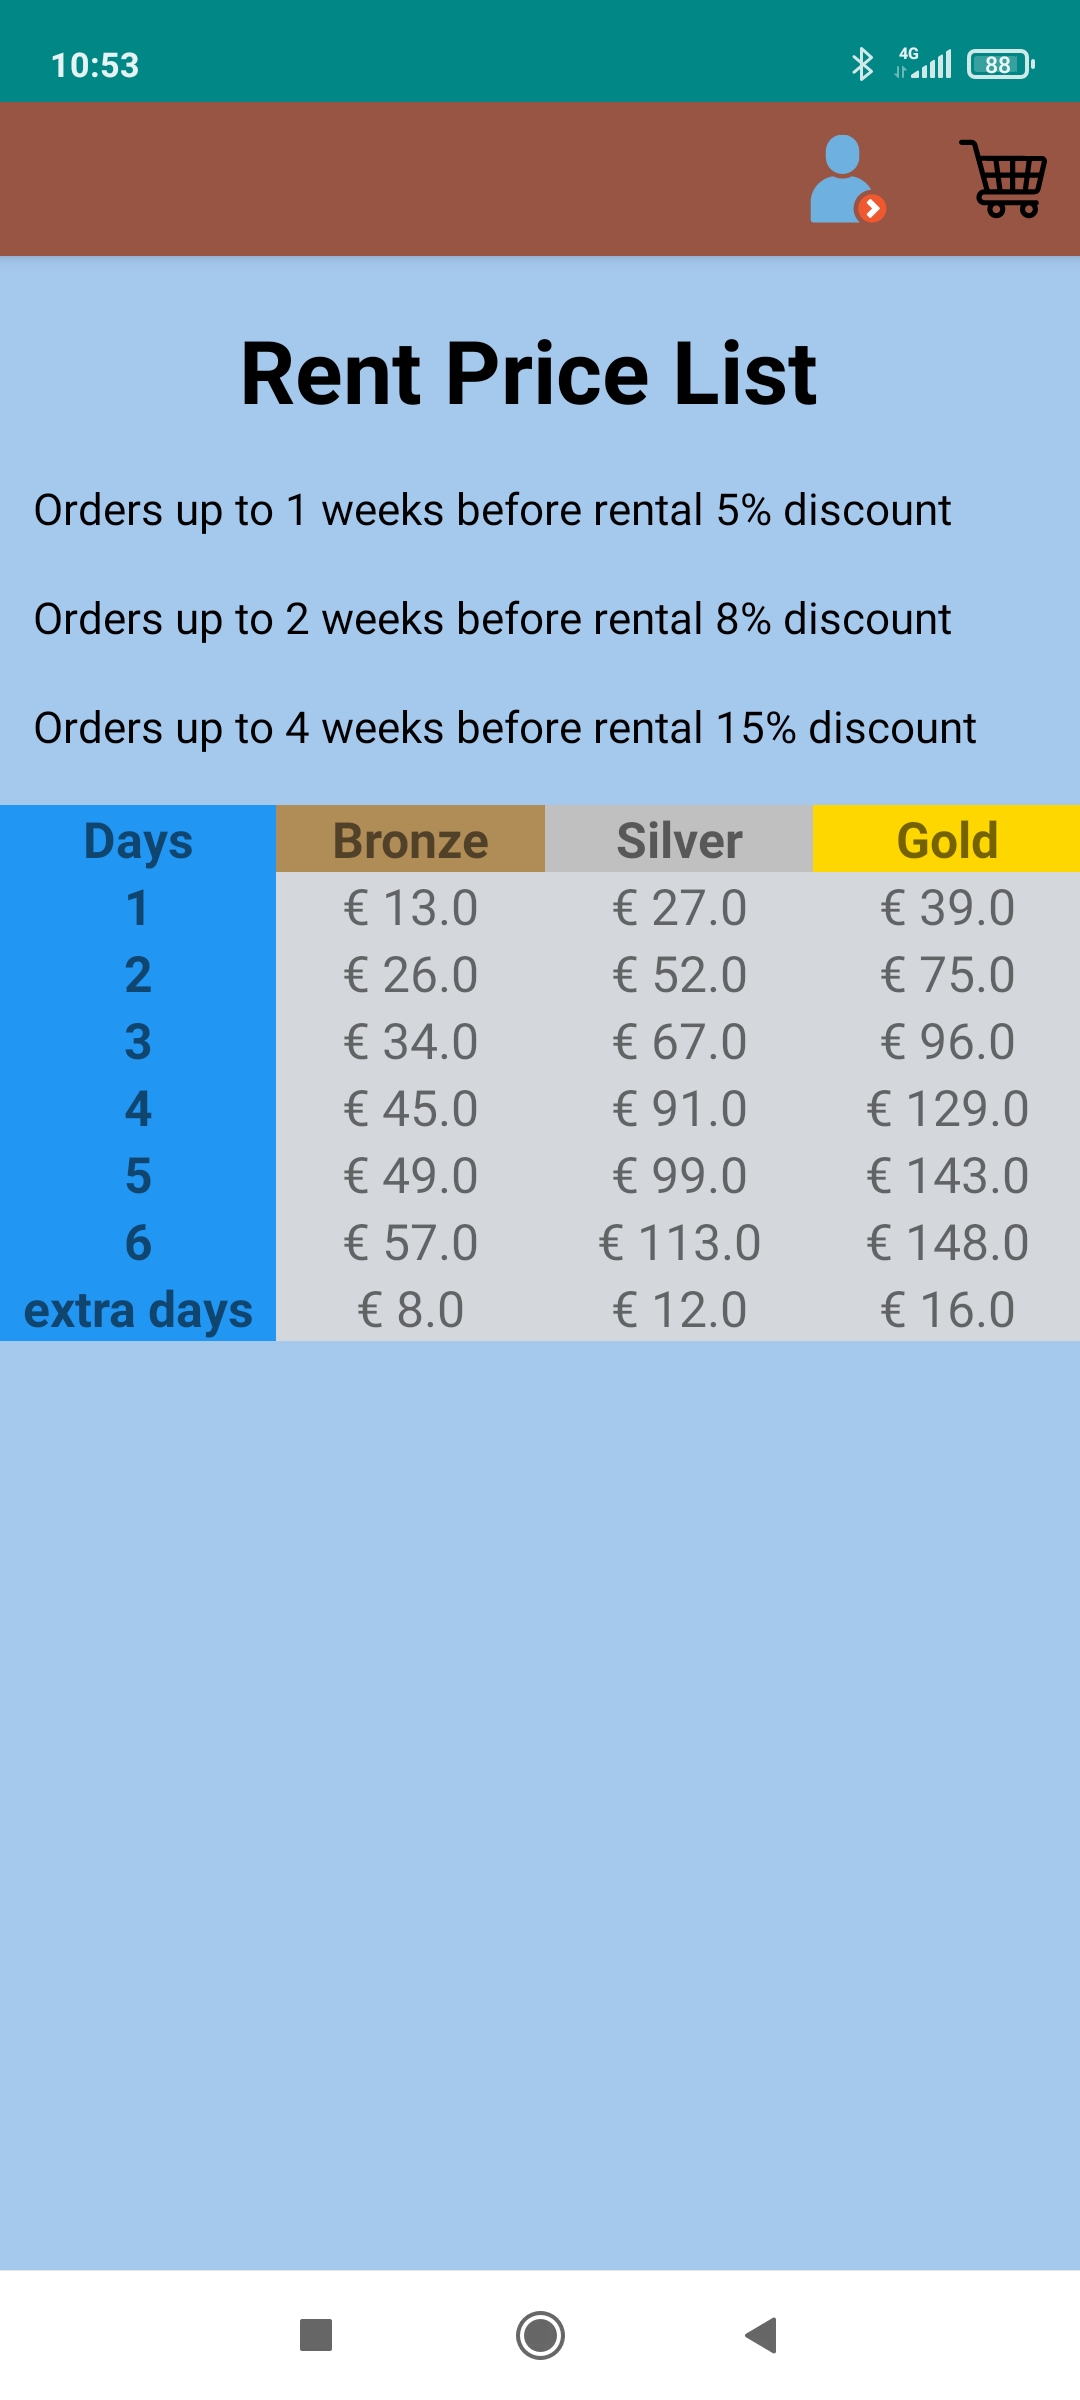 10:53
4G
88
Rent Price List
Orders up to 1 weeks before rental 5% discount
Orders up to 2 weeks before rental 8% discount
Orders up to 4 weeks before rental 15% discount
Days Bronze Silver Gold
1 € 13.0 € 27.0 € 39.0
2 € 26.0 € 52.0 € 75.0
3 € 34.0 € 67.0 € 96.0
4 € 45.0 € 91.0 € 129.0
5 € 49.0 € 99.0 € 143.0
6 € 57.0 € 113.0 € 148.0
extra days € 8.0 € 12.0 € 16.0